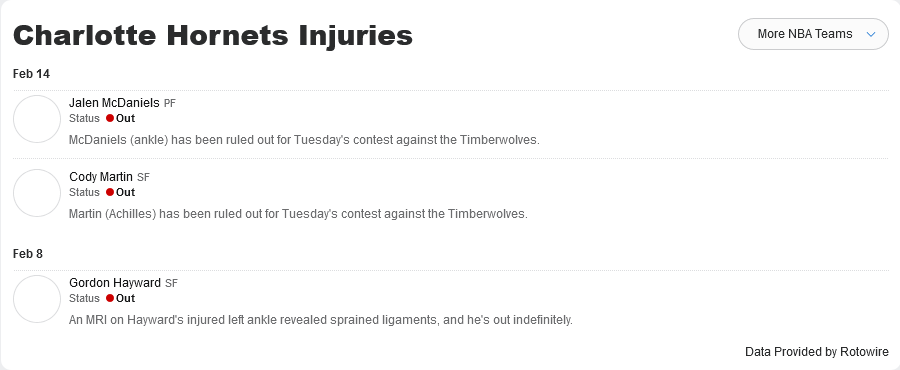 Charlotte Hornets Injuries
More NBA Teams
Feb 14
Jalen McDaniels PF
Status Out
McDaniels (ankle) has been ruled out for Tuesday's contest against the Timberwolves.
Cody Martin SF
Status Out
Martin (Achilles) has been ruled out for Tuesday's contest against the Timberwolves.
Feb 8
Gordon Hayward SF
Status Out
An MRI on Hayward's injured left ankle revealed sprained ligaments, and he's out indefinitely.
Data Provided by Rotowire